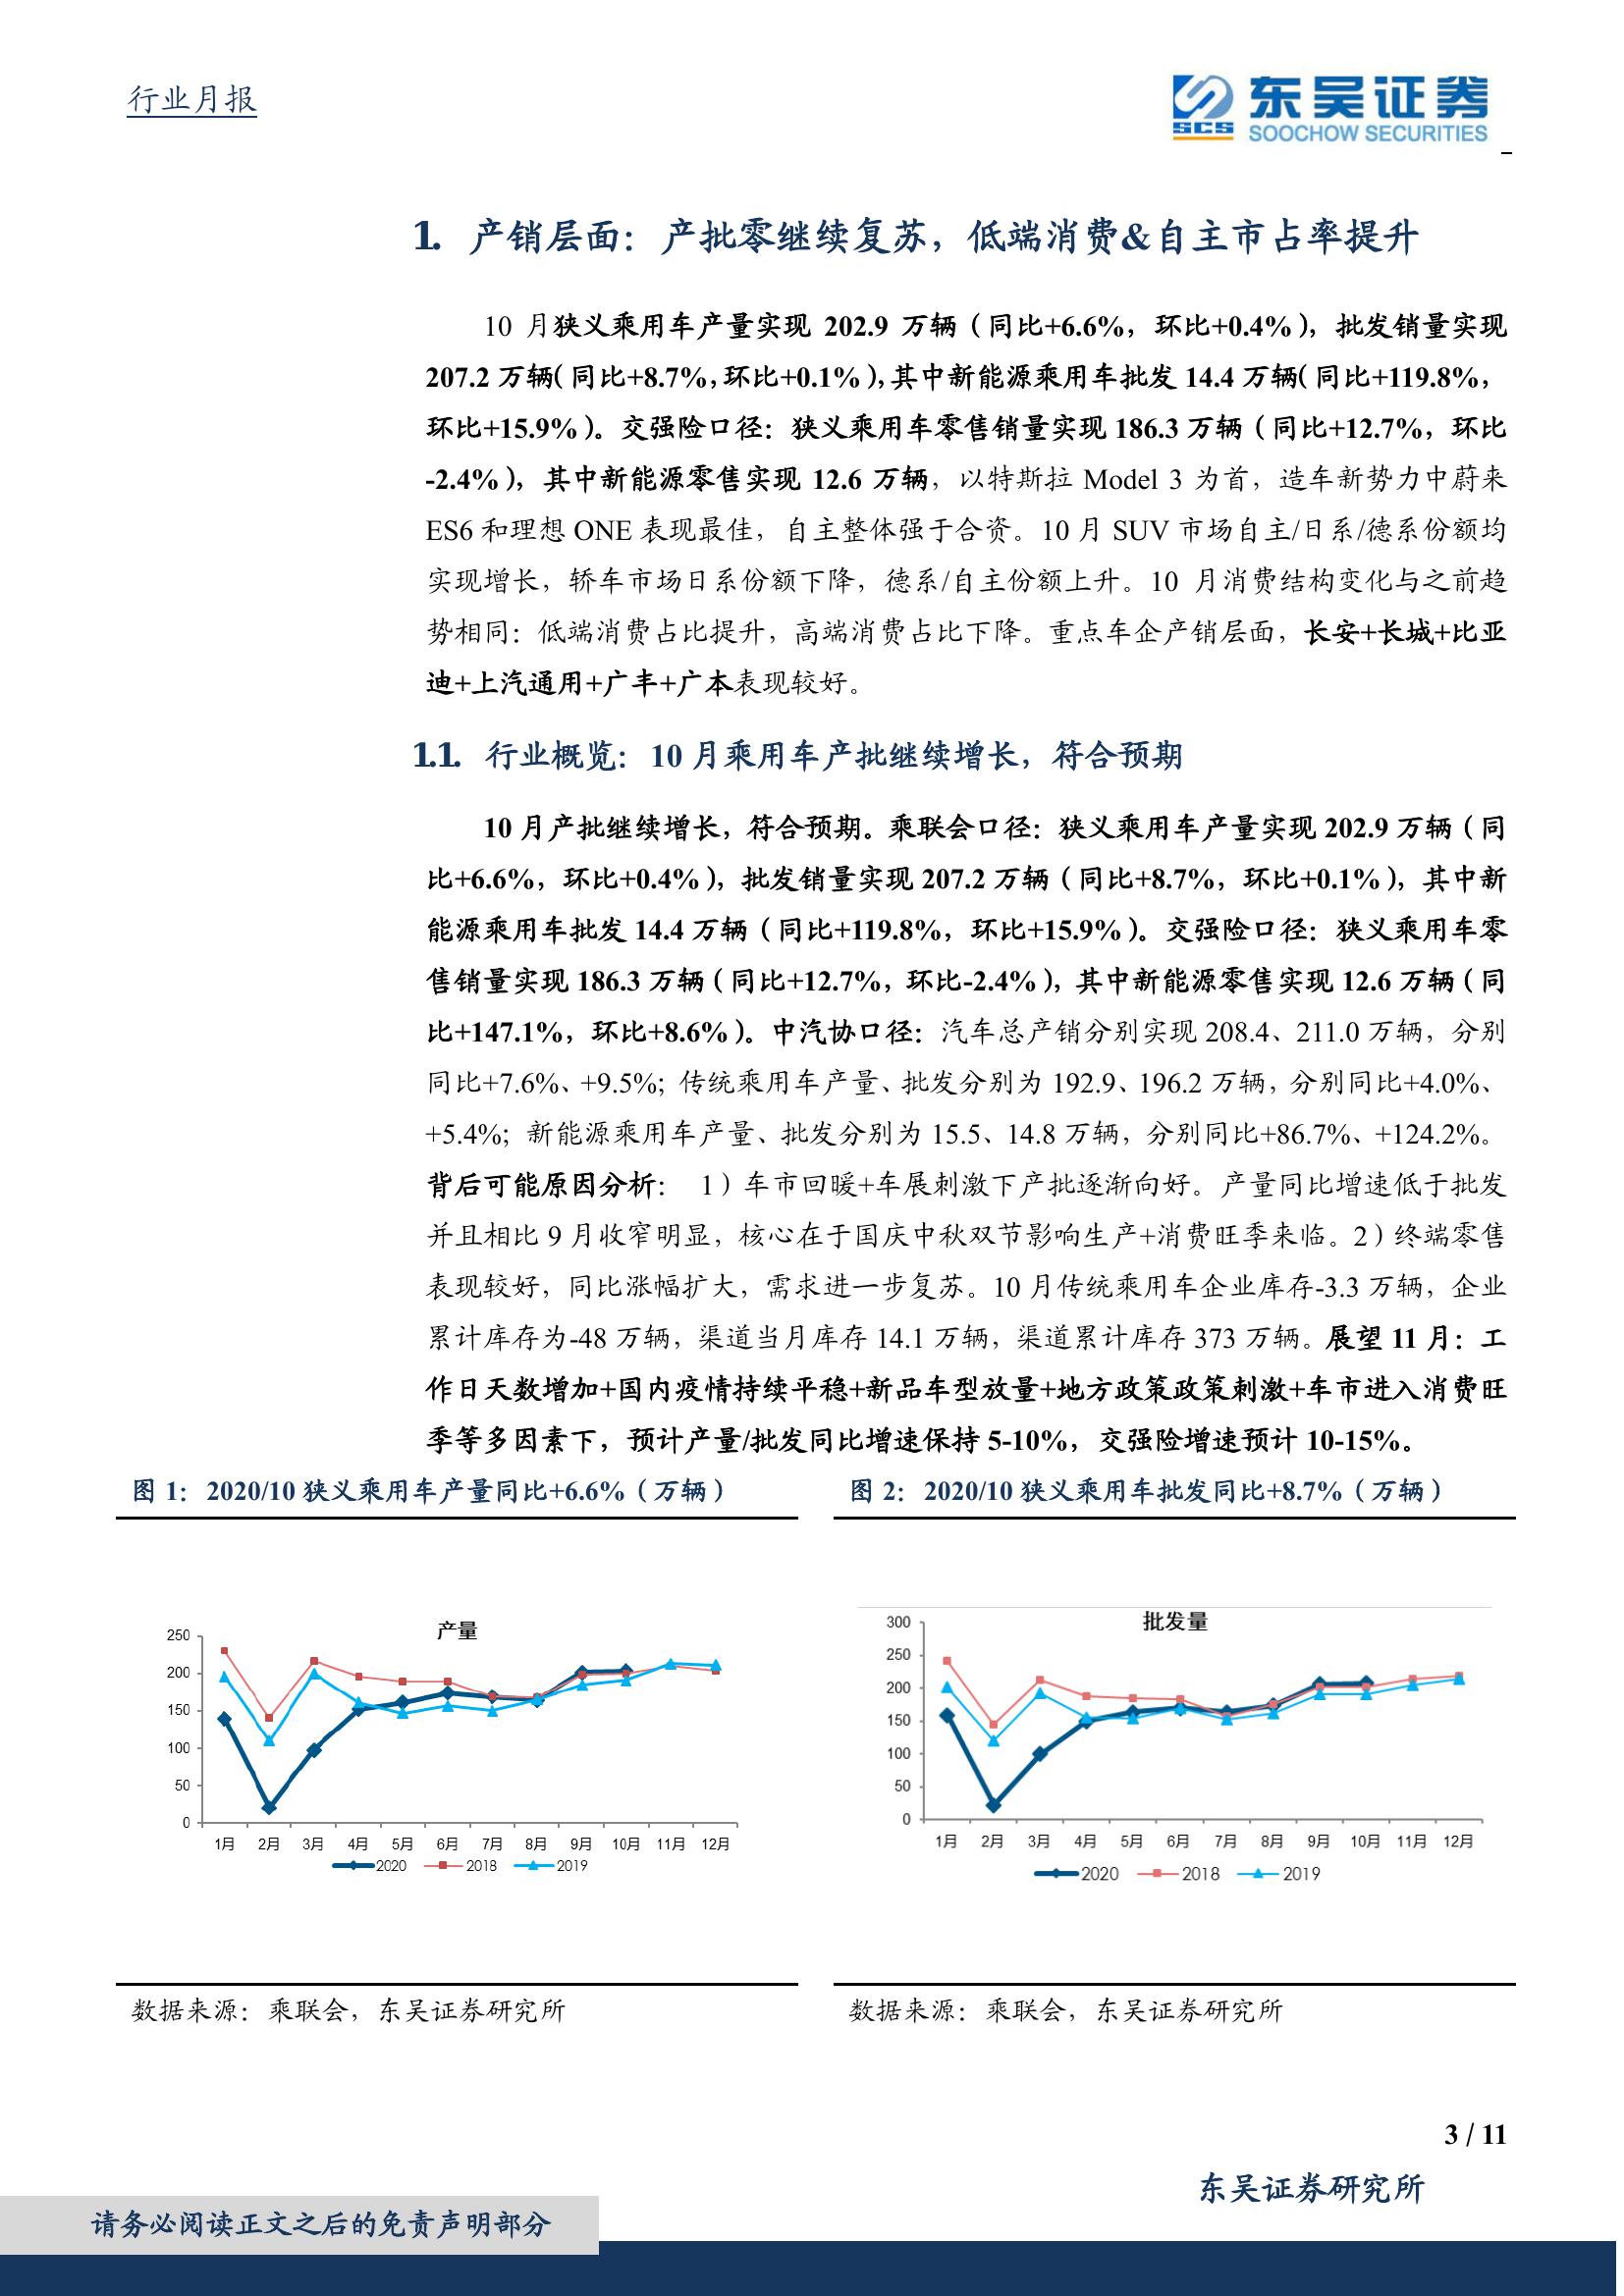 行业月报
SCS 东吴证券
SOOCHOW SECURITIES
1. 产销层面：产批零继续复苏，低端消费&自主市占率提升
10 月狭义乘用车产量实现 202.9 万辆（同比+6.6%，环比+0.4%），批发销量实现
207.2 万辆（同比+8.7%，环比+0.1%），其中新能源乘用车批发 14.4 万辆（同比+119.8%，
环比+15.9%）。交强险口径：狭义乘用车零售销量实现 186.3 万辆（同比+12.7%，环比
-2.4%），其中新能源零售实现 12.6 万辆，以特斯拉 Model 3 为首，造车新势力中蔚来
ES6 和理想 ONE 表现最佳，自主整体强于合资。10 月 SUV 市场自主/日系/德系份额均
实现增长，轿车市场日系份额下降，德系/自主份额上升。10 月消费结构变化与之前趋
势相同：低端消费占比提升，高端消费占比下降。重点车企产销层面，长安+长城+比亚
迪+上汽通用+广丰+广本表现较好。
1.1. 行业概览：10 月乘用车产批继续增长，符合预期
10 月产批继续增长，符合预期。乘联会口径：狭义乘用车产量实现 202.9 万辆（同
比+6.6%，环比+0.4%），批发销量实现 207.2 万辆（同比+8.7%，环比+0.1%），其中新
能源乘用车批发 14.4 万辆（同比+119.8%，环比+15.9%）。交强险口径：狭义乘用车零
售销量实现 186.3 万辆（同比+12.7%，环比-2.4%），其中新能源零售实现 12.6 万辆（同
比+147.1%，环比+8.6%）。中汽协口径：汽车总产销分别实现 208.4、211.0 万辆，分别
同比+7.6%、+9.5%；传统乘用车产量、批发分别为 192.9、196.2 万辆，分别同比+4.0%、
+5.4%；新能源乘用车产量、批发分别为 15.5、14.8 万辆，分别同比+86.7%、+124.2%。
背后可能原因分析： 1）车市回暖+车展刺激下产批逐渐向好。产量同比增速低于批发
并且相比 9 月收窄明显，核心在于国庆中秋双节影响生产+消费旺季来临。2）终端零售
表现较好，同比涨幅扩大，需求进一步复苏。10 月传统乘用车企业库存-3.3 万辆，企业
累计库存为-48 万辆，渠道当月库存 14.1 万辆，渠道累计库存 373 万辆。展望 11 月：工
作日天数增加+国内疫情持续平稳+新品车型放量+地方政策政策刺激+车市进入消费旺
季等多因素下，预计产量/批发同比增速保持 5-10%，交强险增速预计 10-15%。
图 1：2020/10 狭义乘用车产量同比+6.6%（万辆）
产量
250
200
150
100
50
0
1月 2月 3月 4月 5月 6月 7月 8月 9月 10月 11月 12月
2020 2018 2019
数据来源：乘联会，东吴证券研究所
图 2：2020/10 狭义乘用车批发同比+8.7%（万辆）
批发量
300
250
200
150
100
50
0
1月 2月 3月 4月 5月 6月 7月 8月 9月 10月 11月 12月
2020 2018 2019
数据来源：乘联会，东吴证券研究所
3 / 11
东吴证券研究所
请务必阅读正文之后的免责声明部分